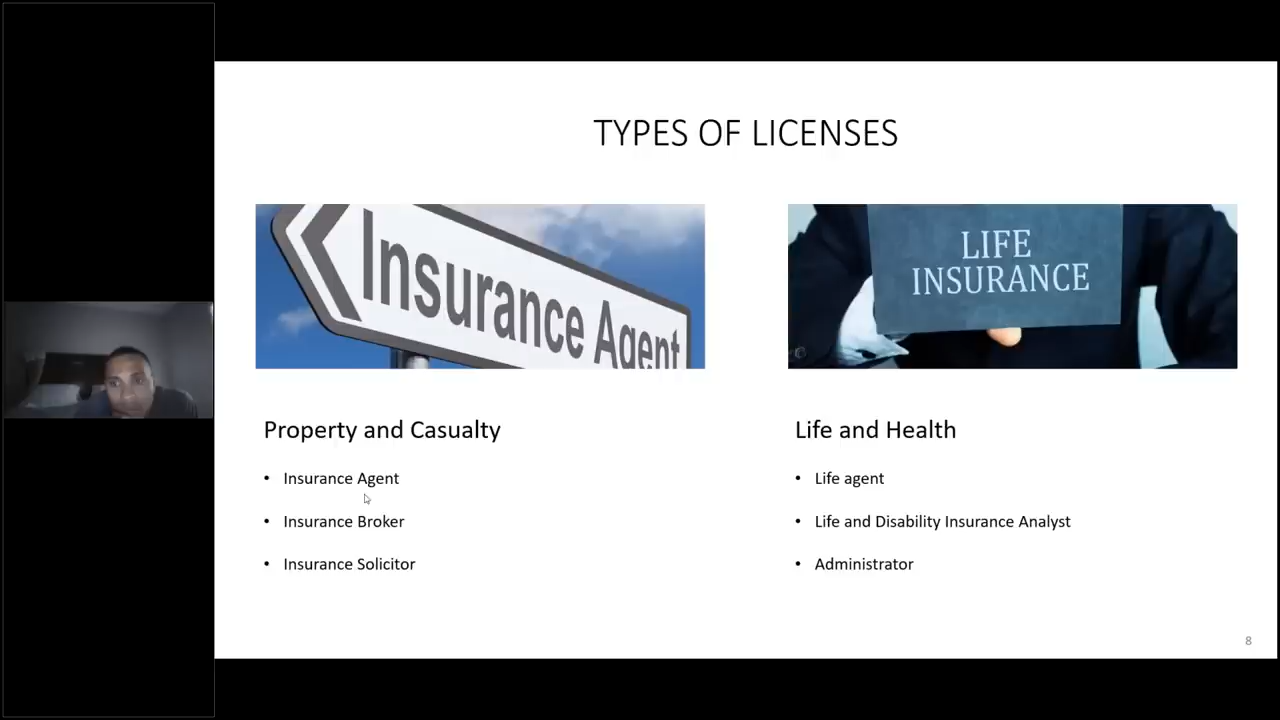 TYPES OF LICENSES
Insurance Agent
LIFE
INSURANCE
Property and Casualty
• Insurance Agent
• Insurance Broker
• Insurance Solicitor
Life and Health
• Life agent
• Life and Disability Insurance Analyst
• Administrator
8